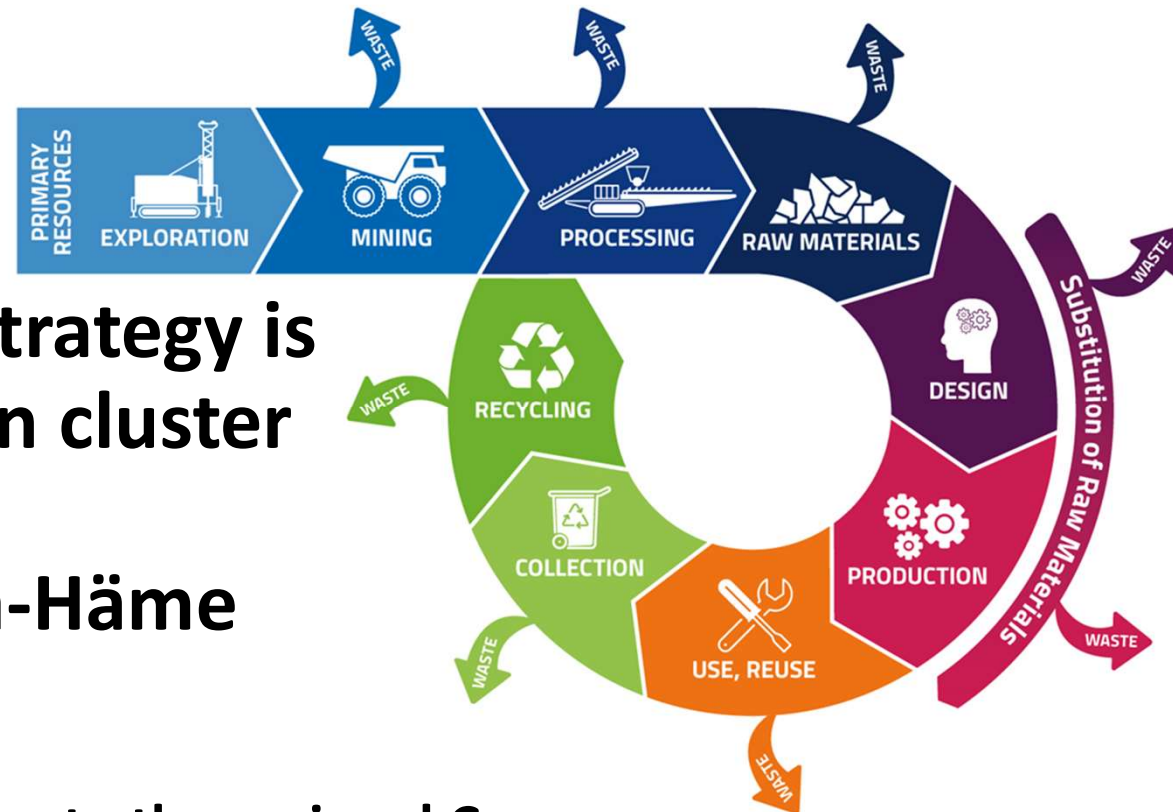 WASTE
WASTE
WASTE
PRIMARY
RESOURCES
EXPLORATION
MINING
PROCESSING
RAW MATERIALS
WASTE
Substitution of Raw Materials
DESIGN
trategy is
RECYCLING
WASTE
n cluster
PRODUCTION
COLLECTION
-Häme
WASTE
USE, REUSE
WASTE
WASTE